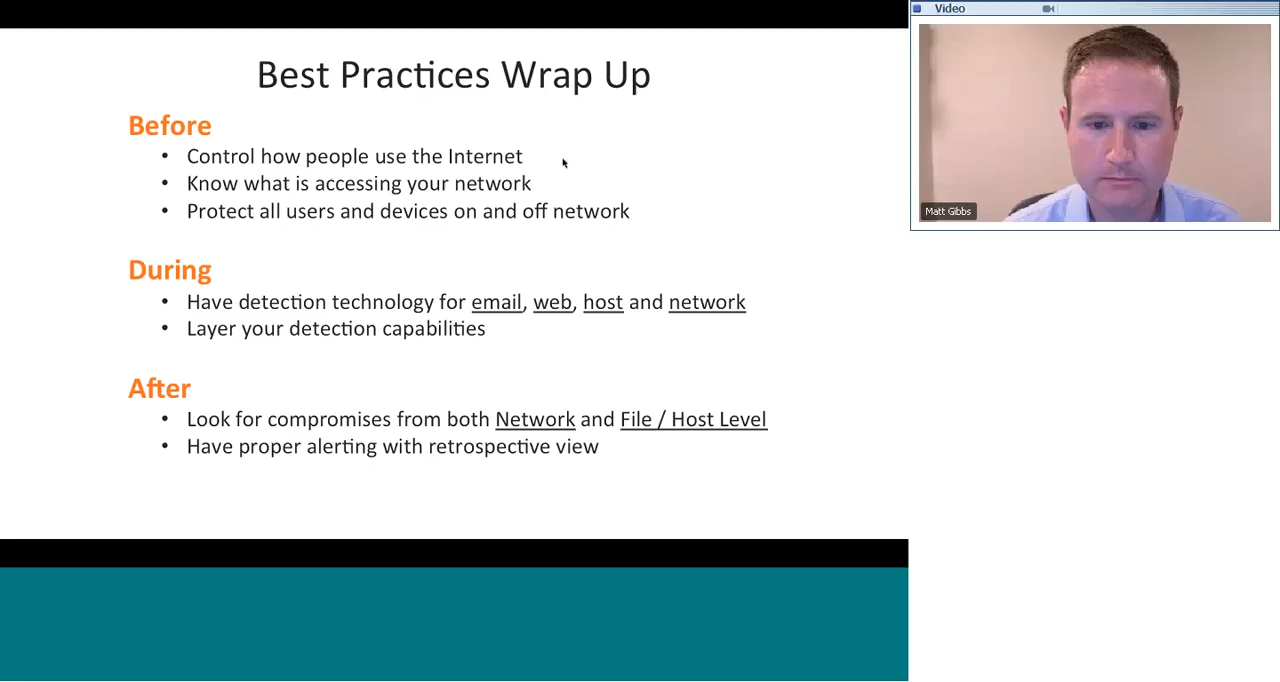 Best Practices Wrap Up
Before
• Control how people use the Internet
• Know what is accessing your network
• Protect all users and devices on and off network
During
• Have detection technology for email, web, host and network
• Layer your detection capabilities
After
• Look for compromises from both Network and File / Host Level
• Have proper alerting with retrospective view
Video
Matt Gibbs